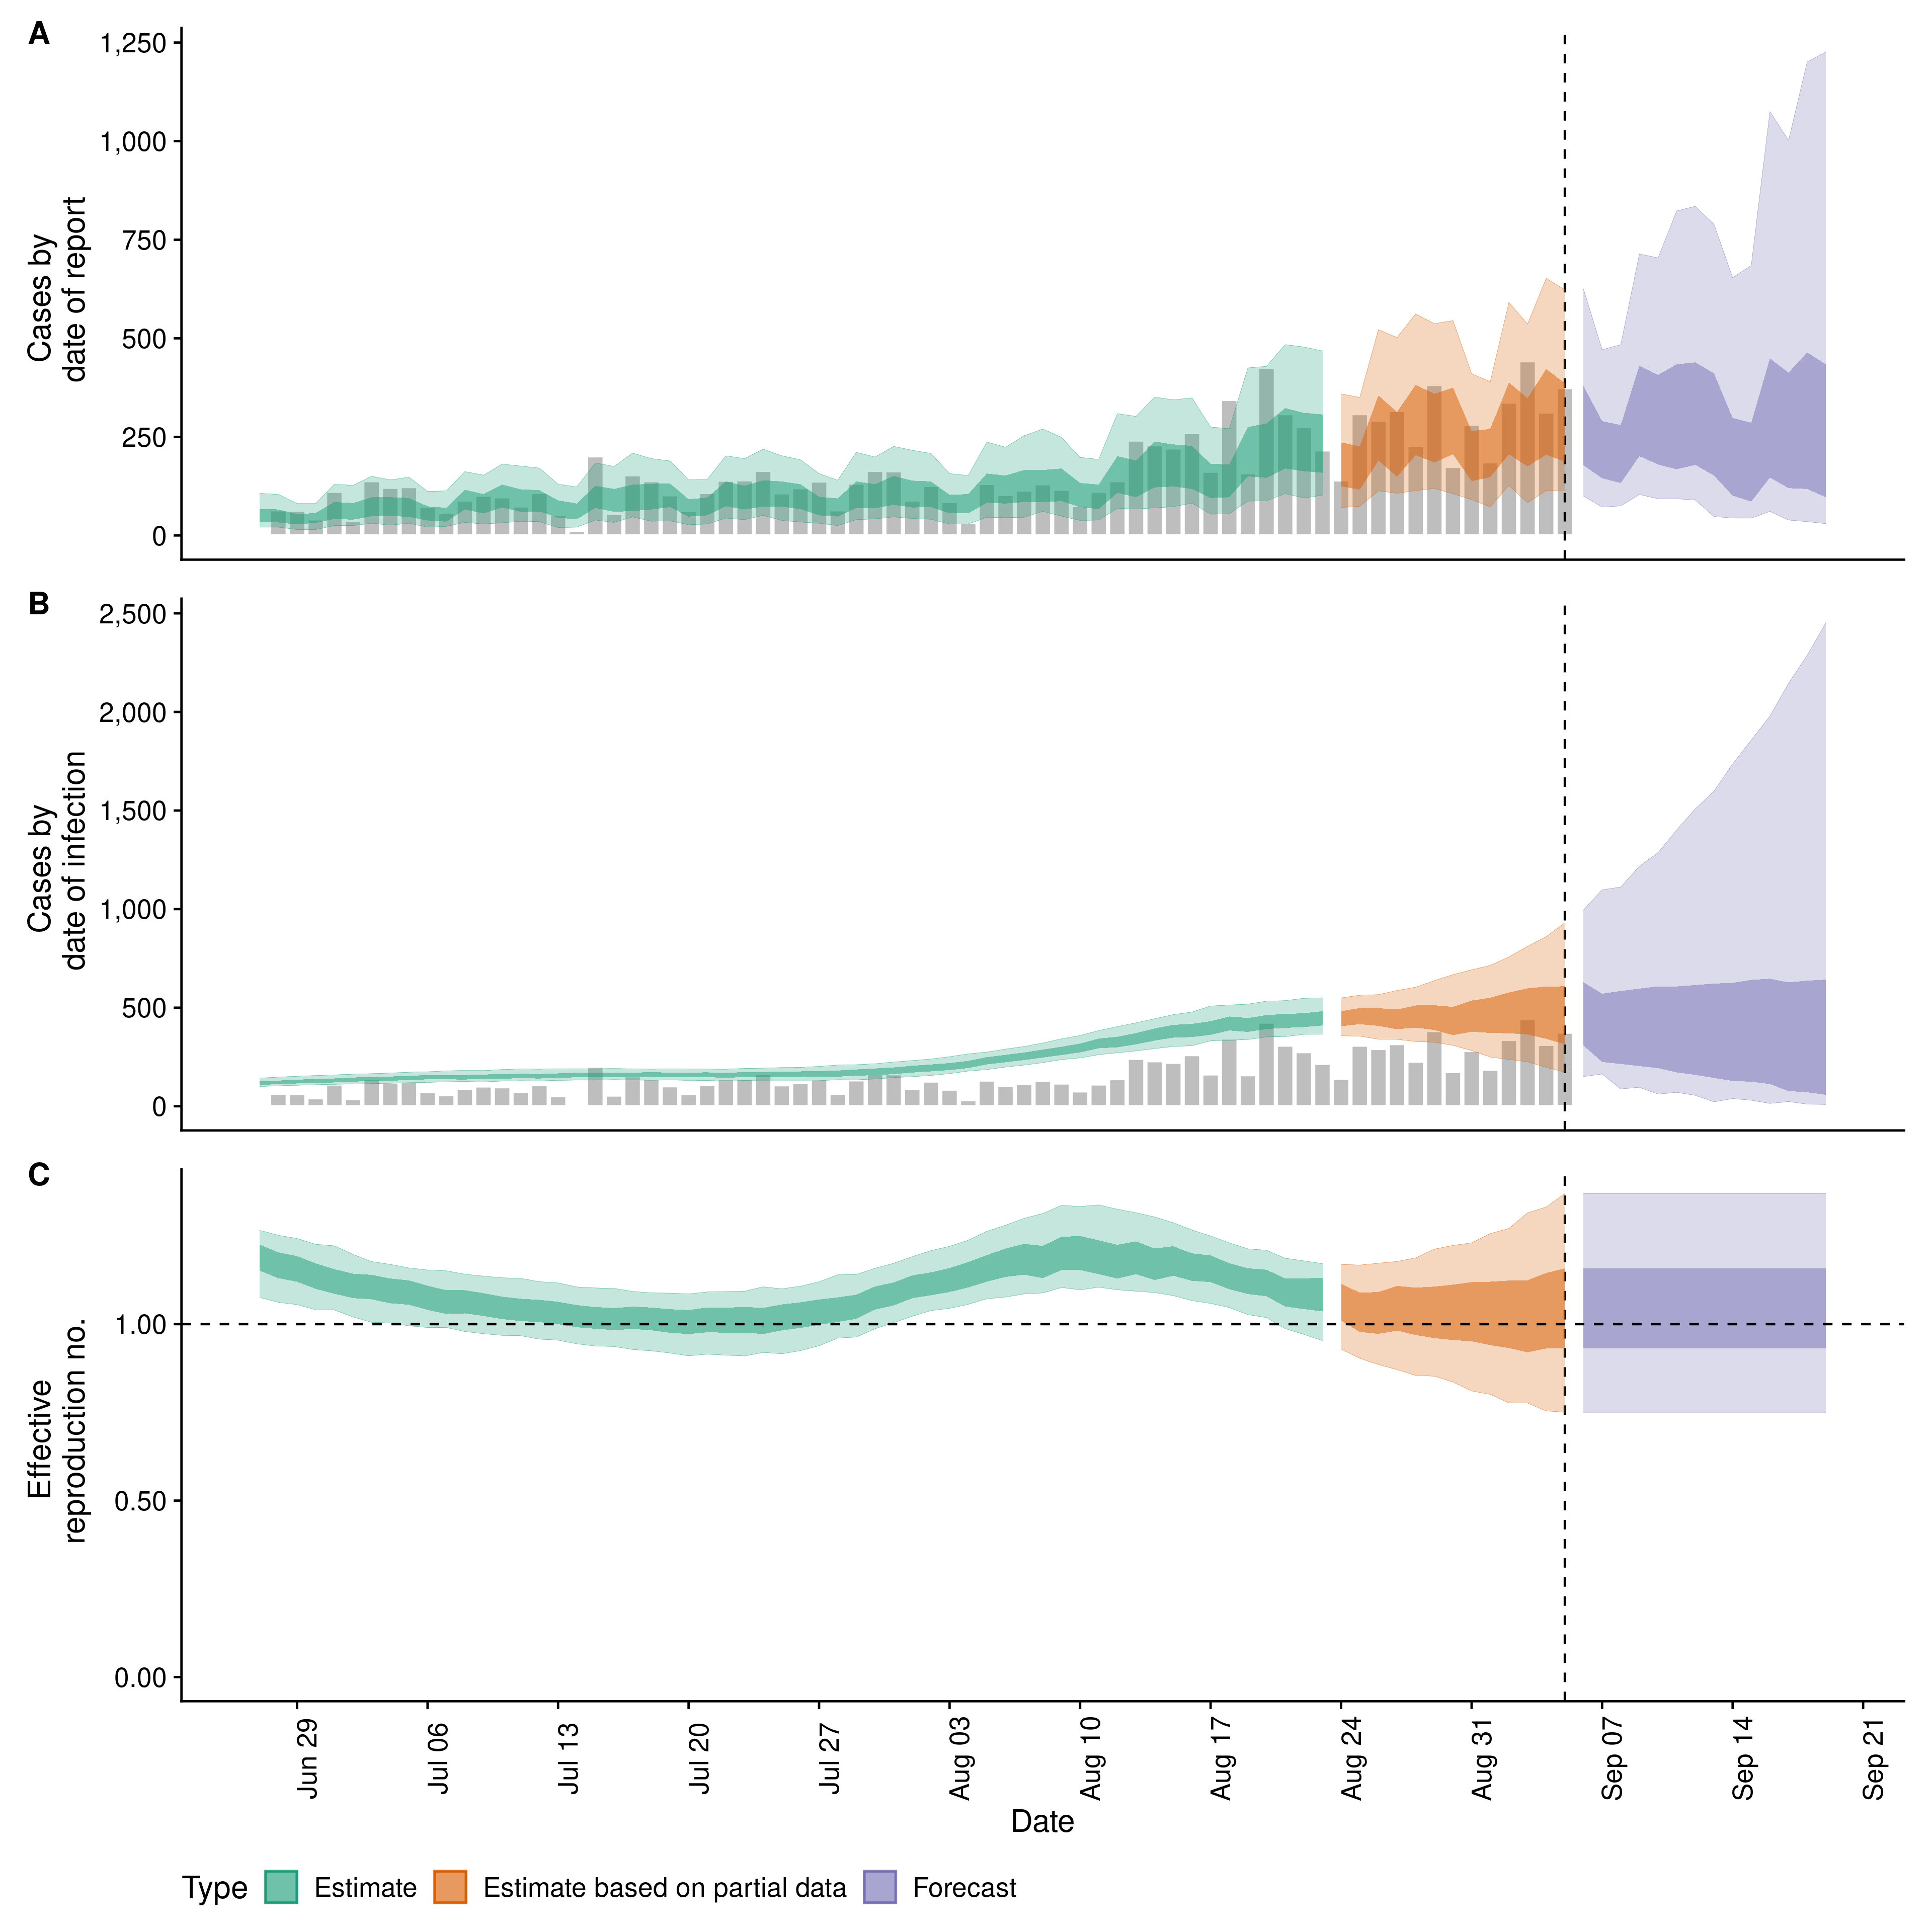 A
Cases by
date of report
1,250
1,000
750
500
250
0
B
Cases by
date of infection
2,500
2,000
1,500
1,000
500
0
C
Effective
reproduction no.
1.00
0.50
0.00
Jun 29
Jul 06
Jul 13
Jul 20
Jul 27
Aug 03
Aug 10
Aug 17
Aug 24
Aug 31
Sep 07
Sep 14
Sep 21
Date
Type Estimate Estimate based on partial data Forecast